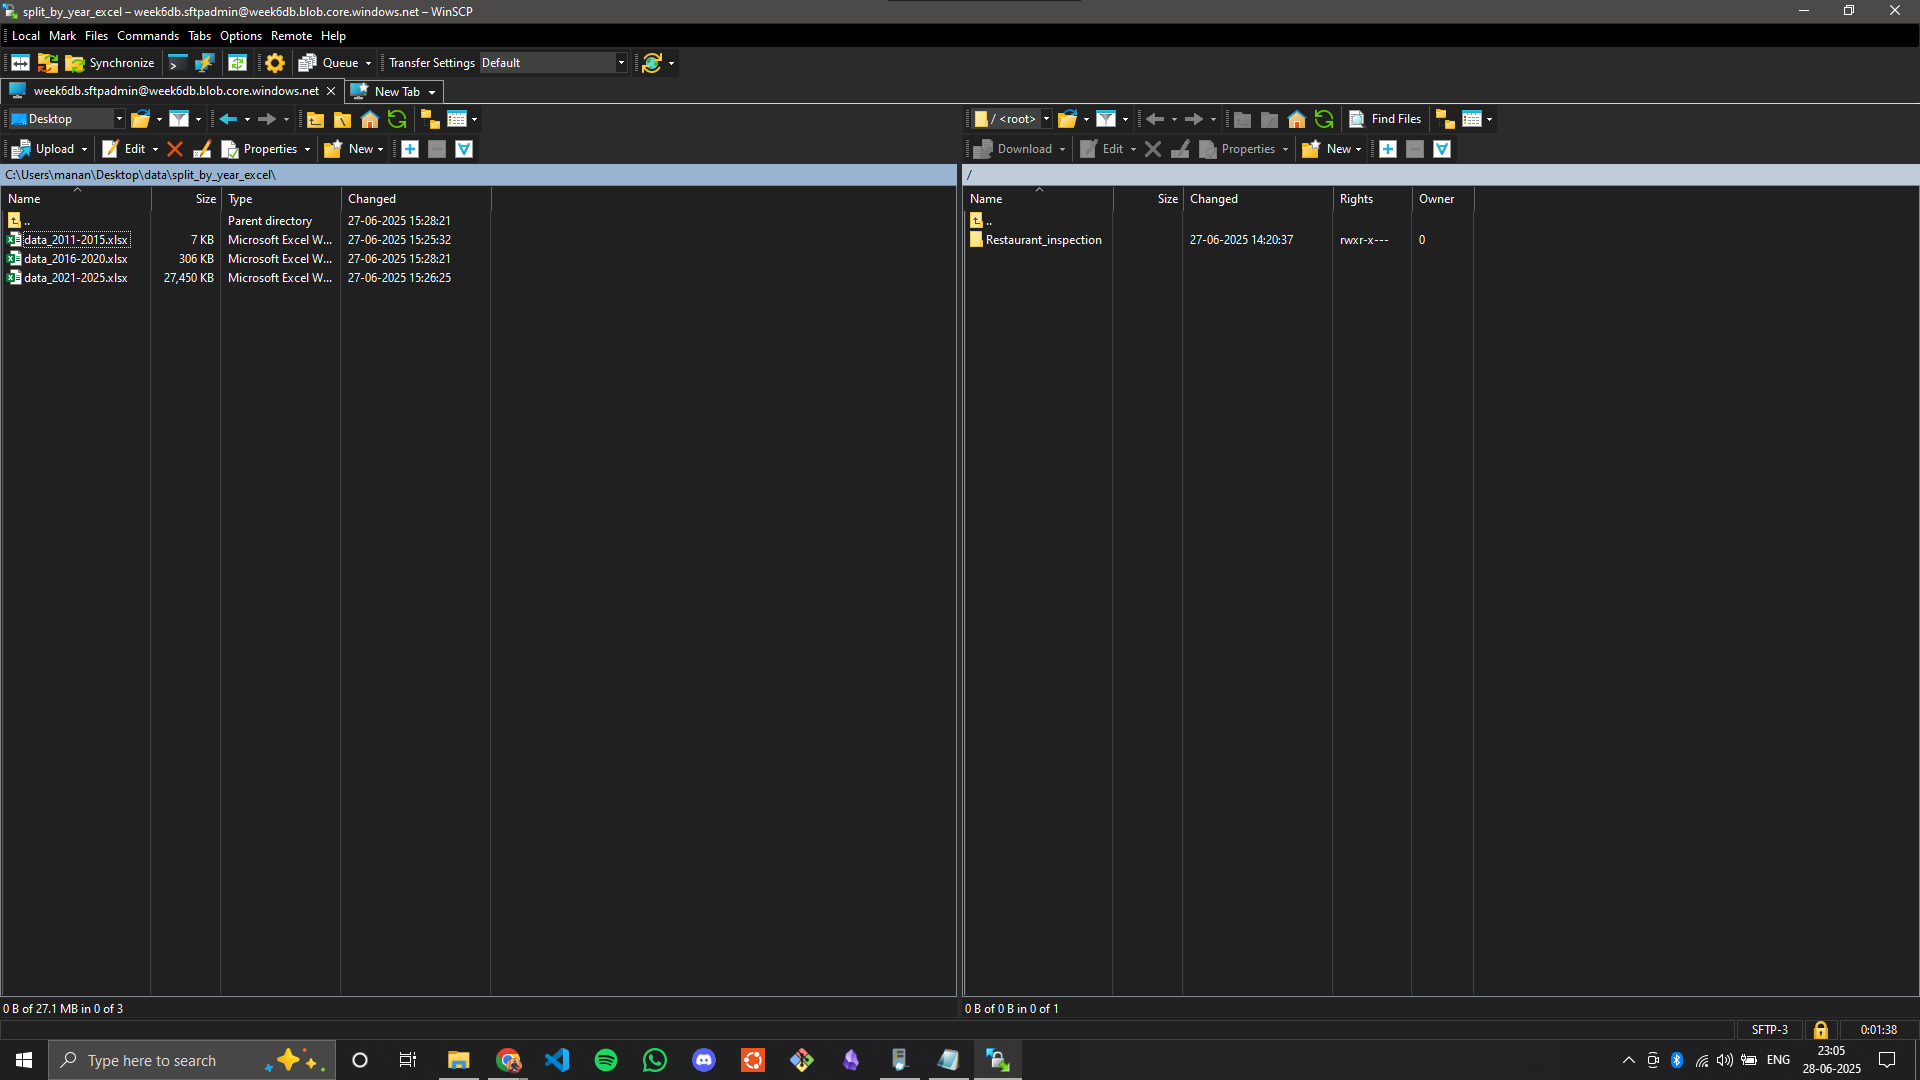 split_by_year_excel – week6db.sftpadmin@week6db.blob.core.windows.net – WinSCP
Local Mark Files Commands Tabs Options Remote Help
Synchronize Queue Transfer Settings Default
week6db.sftpadmin@week6db.blob.core.windows.net New Tab
Desktop
Upload Edit Properties New
C:\Users\manan\Desktop\data\split_by_year_excel\
Name Size Type Changed
.. Parent directory 27-06-2025 15:28:21
data_2011-2015.xlsx 7 KB Microsoft Excel W... 27-06-2025 15:25:32
data_2016-2020.xlsx 306 KB Microsoft Excel W... 27-06-2025 15:28:21
data_2021-2025.xlsx 27,450 KB Microsoft Excel W... 27-06-2025 15:26:25
0 B of 27.1 MB in 0 of 3
/ <root> Find Files
Download Edit Properties New
/
Name Size Changed Rights Owner
..
Restaurant_inspection 27-06-2025 14:20:37 rwxr-x--- 0
0 B of 0 B in 0 of 1
SFTP-3 0:01:38
Type here to search
ENG
23:05
28-06-2025